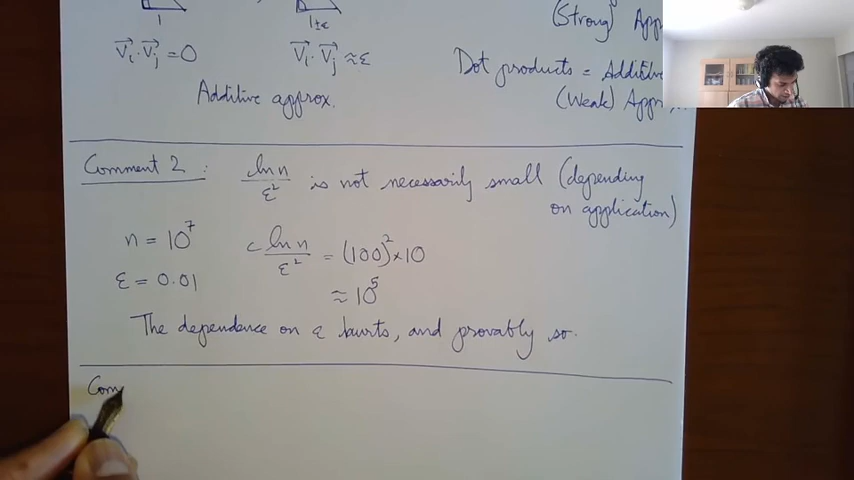 1
1±ε
(Strong) App
V⃗i·V⃗j = 0
V⃗i·V⃗j ≈ ε
Dot products = Additive
(Weak) App
Additive approx.
Comment 2 : ln n / ε² is not necessarily small (depending
on application)
n = 10⁷
c ln n / ε² = (100)² × 10
ε = 0.01
≈ 10⁵
The dependence on ε hurts, and provably so.
Com